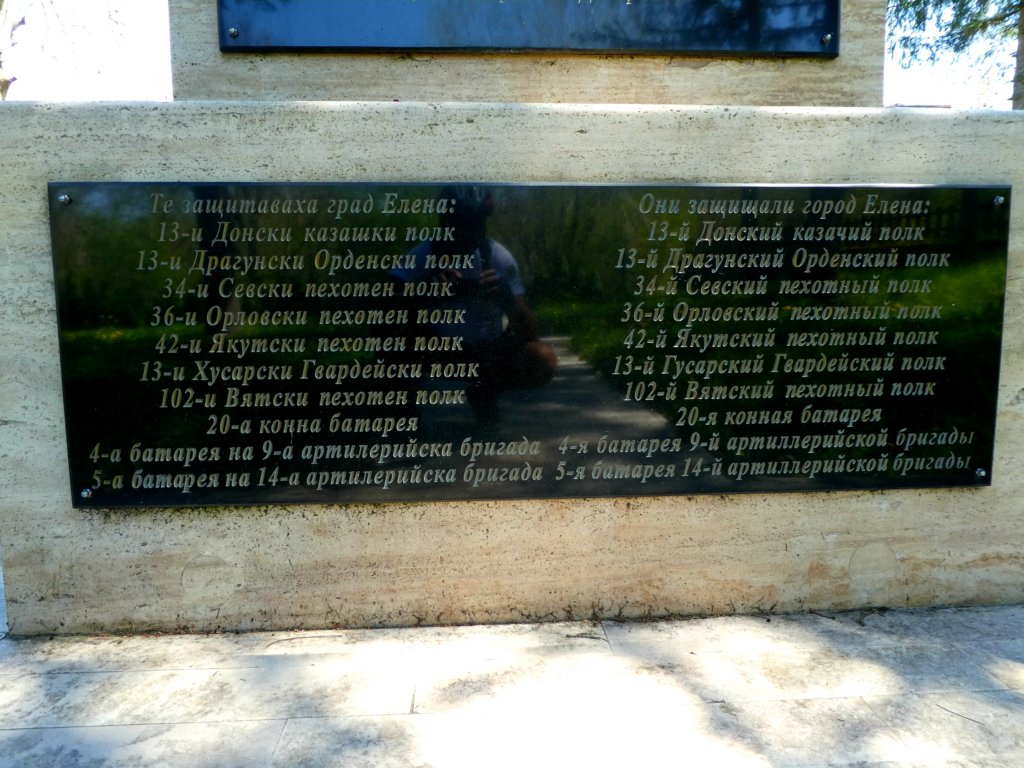 Те защитаваха град Елена:
13-и Донски казашки полк
13-и Драгунски Орденски полк
34-и Севски пехотен полк
36-и Орловски пехотен полк
42-и Якутски пехотен полк
13-и Хусарски Гвардейски полк
102-и Вятски пехотен полк
20-а конна батарея
4-а батарея на 9-а артилерийска бригада
5-а батарея на 14-а артилерийска бригада
Они защищали город Елена:
13-й Донский казачий полк
13-й Драгунский Орденский полк
34-й Севский пехотный полк
36-й Орловский пехотный полк
42-й Якутский пехотный полк
13-й Гусарский Гвардейский полк
102-й Вятский пехотный полк
20-я конная батарея
4-я батарея 9-й артиллерийской бригады
5-я батарея 14-й артиллерийской бригады